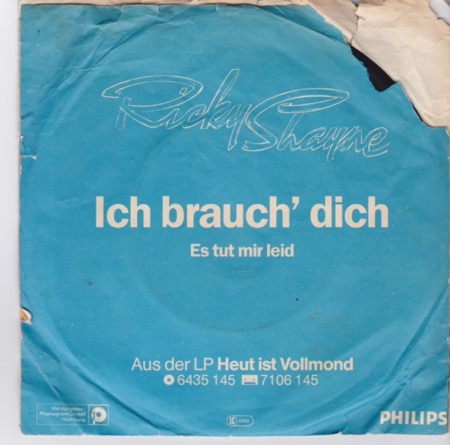 Ricky Shayne
Ich brauch' dich
Es tut mir leid
Aus der LP Heut ist Vollmond
6435 145 7106 145
PHILIPS